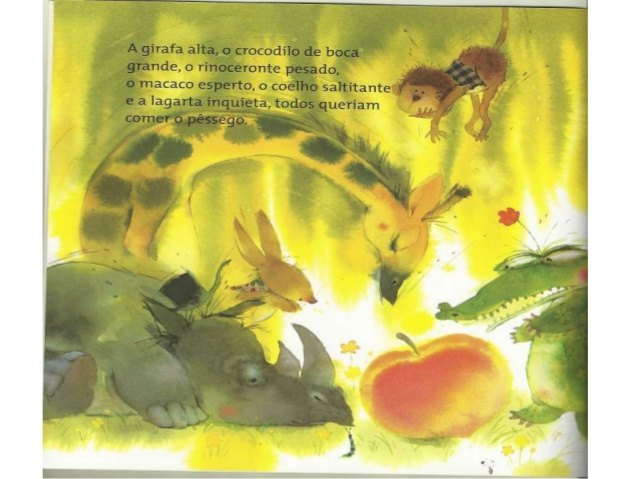 A girafa alta, o crocodilo de boca
grande, o rinoceronte pesado,
o macaco esperto, o coelho saltitante
e a lagarta inquieta, todos queriam
comer o pêssego.